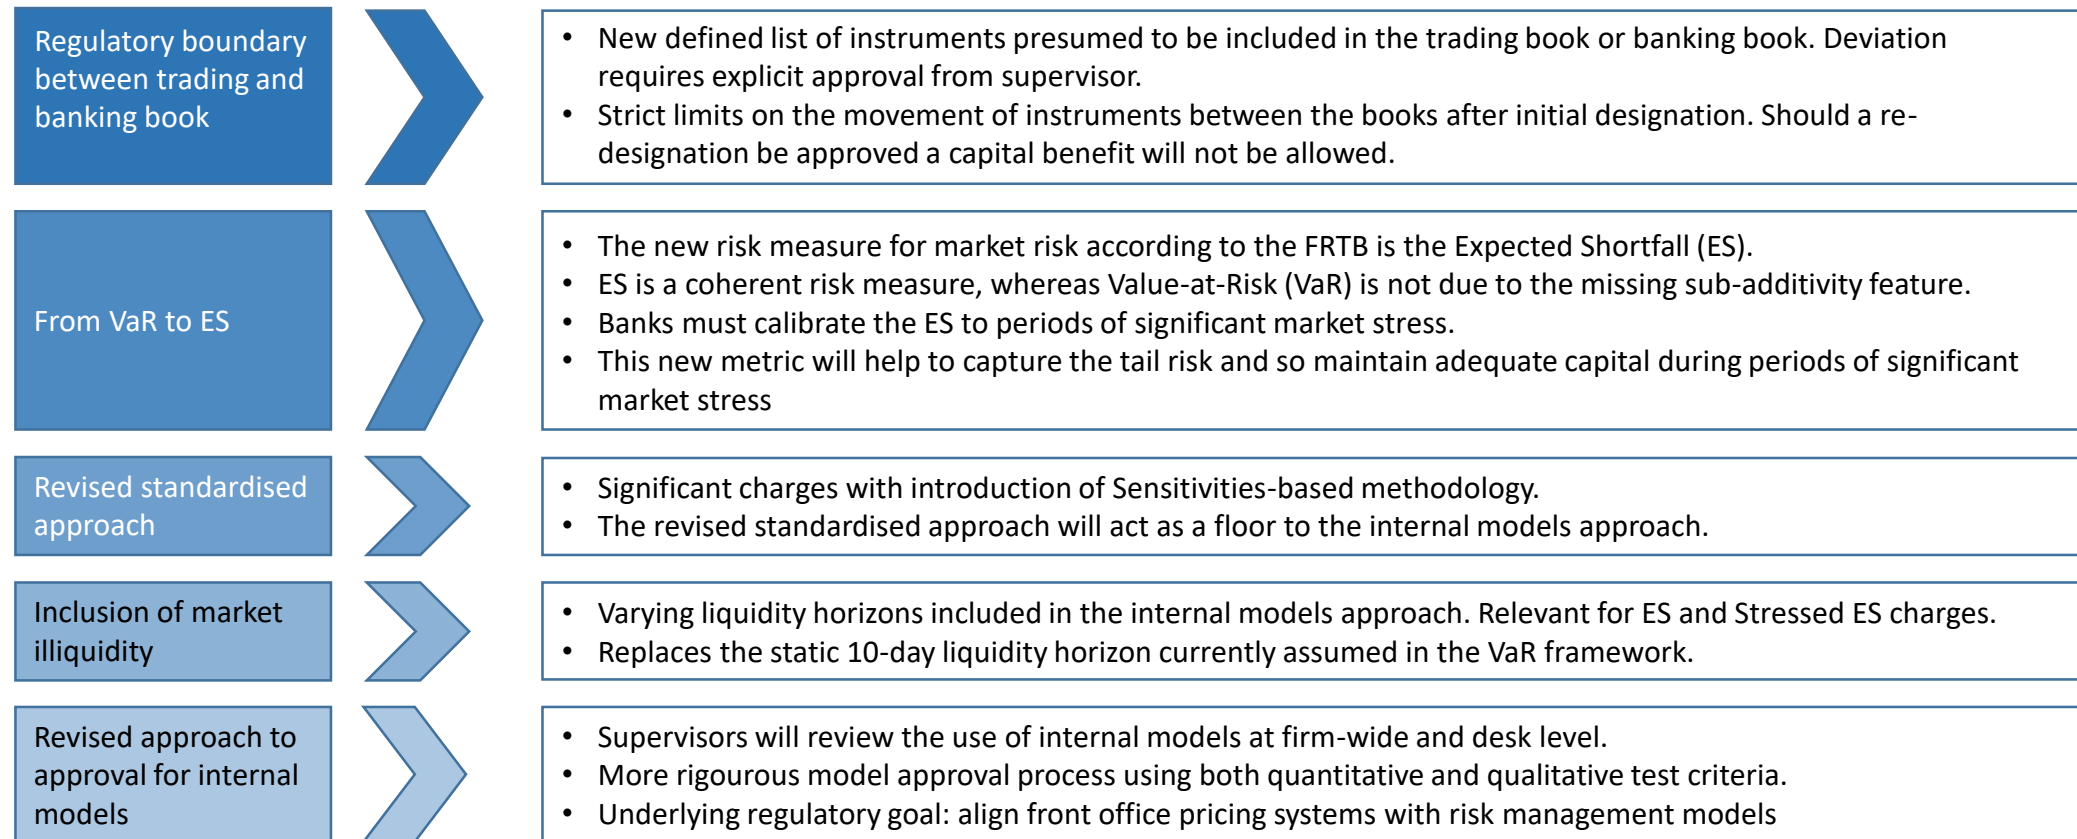 Regulatory boundary
between trading and
banking book
• New defined list of instruments presumed to be included in the trading book or banking book. Deviation
requires explicit approval from supervisor.
• Strict limits on the movement of instruments between the books after initial designation. Should a re-
designation be approved a capital benefit will not be allowed.
From VaR to ES
• The new risk measure for market risk according to the FRTB is the Expected Shortfall (ES).
• ES is a coherent risk measure, whereas Value-at-Risk (VaR) is not due to the missing sub-additivity feature.
• Banks must calibrate the ES to periods of significant market stress.
• This new metric will help to capture the tail risk and so maintain adequate capital during periods of significant
market stress
Revised standardised
approach
• Significant charges with introduction of Sensitivities-based methodology.
• The revised standardised approach will act as a floor to the internal models approach.
Inclusion of market
illiquidity
• Varying liquidity horizons included in the internal models approach. Relevant for ES and Stressed ES charges.
• Replaces the static 10-day liquidity horizon currently assumed in the VaR framework.
Revised approach to
approval for internal
models
• Supervisors will review the use of internal models at firm-wide and desk level.
• More rigourous model approval process using both quantitative and qualitative test criteria.
• Underlying regulatory goal: align front office pricing systems with risk management models